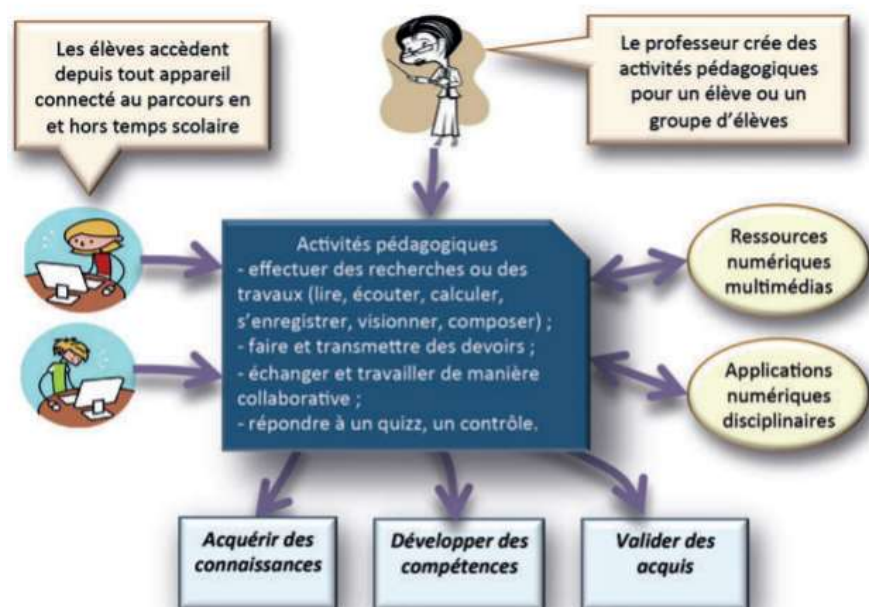 Les élèves accèdent
depuis tout appareil
connecté au parcours en
et hors temps scolaire
Le professeur crée des
activités pédagogiques
pour un élève ou un
groupe d'élèves
Activités pédagogiques
- effectuer des recherches ou des
travaux (lire, écouter, calculer,
s'enregistrer, visionner, composer) ;
- faire et transmettre des devoirs ;
- échanger et travailler de manière
collaborative ;
- répondre à un quizz, un contrôle.
Ressources
numériques
multimédias
Applications
numériques
disciplinaires
Acquérir des
connaissances
Développer des
compétences
Valider des
acquis